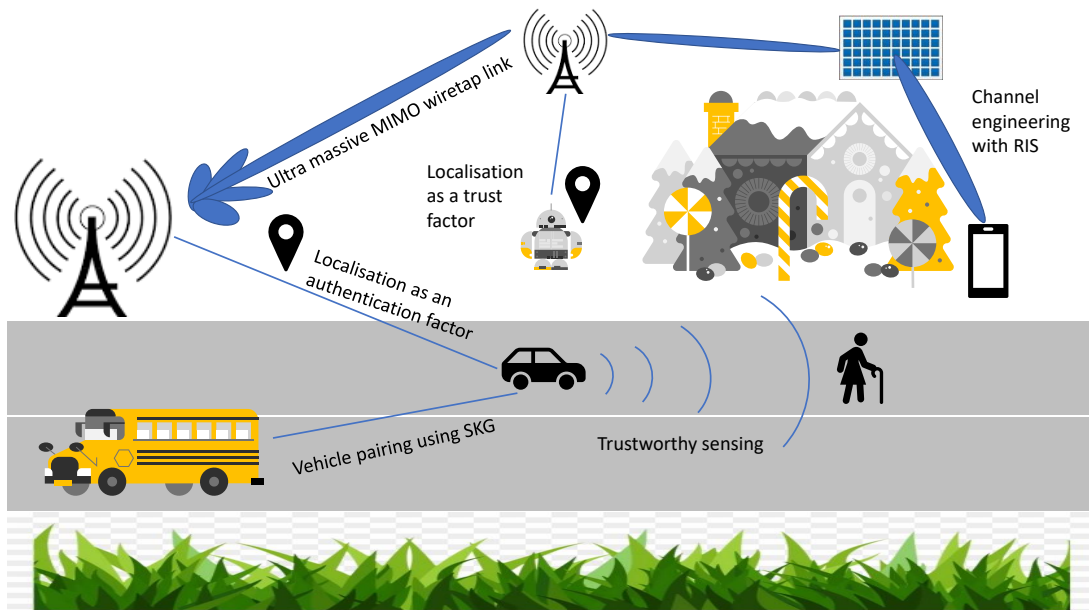 Ultra massive MIMO wiretap link
Channel
engineering
with RIS
Localisation
as a trust
factor
Localisation as an
authentication factor
Vehicle pairing using SKG
Trustworthy sensing